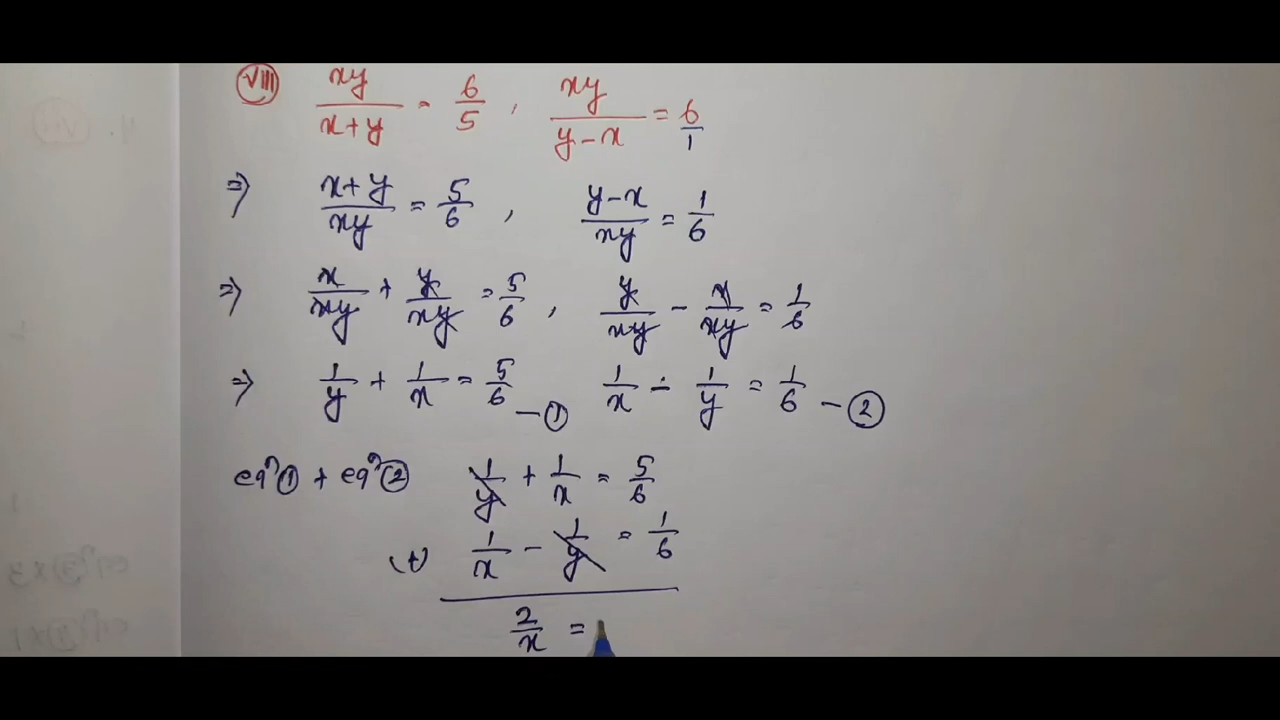 VIII xy/x+y = 6/5 , xy/y-x = 6/1
⇒ x+y/xy = 5/6 , y-x/xy = 1/6
⇒ x/xy + y/xy = 5/6 , y/xy - x/xy = 1/6
⇒ 1/y + 1/x = 5/6 - ① 1/x - 1/y = 1/6 - ②
eqⁿ① + eqⁿ② 1/y + 1/x = 5/6
(+) 1/x - 1/y = 1/6
2/x =